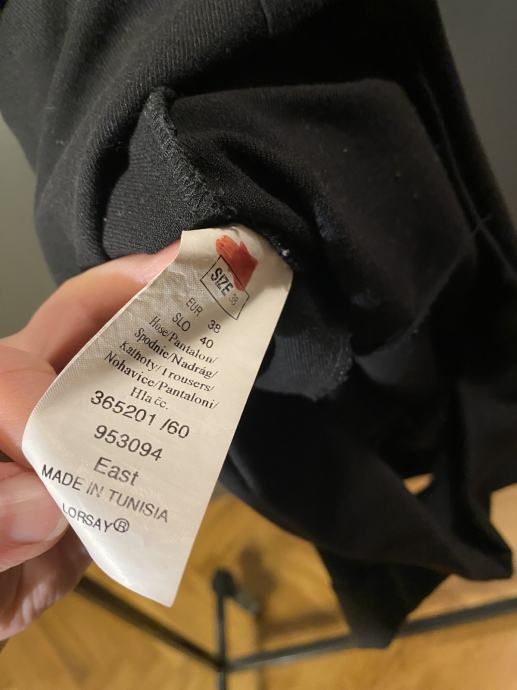 SIZE 38
EUR 38
SLO 40
Hose/Pantalon/
Spodnie/Nadrág/
Kalhoty/Trousers/
Nohavice/Pantaloni/
Hlače.
365201 /60
953094
East
MADE IN TUNISIA
LORSAY®